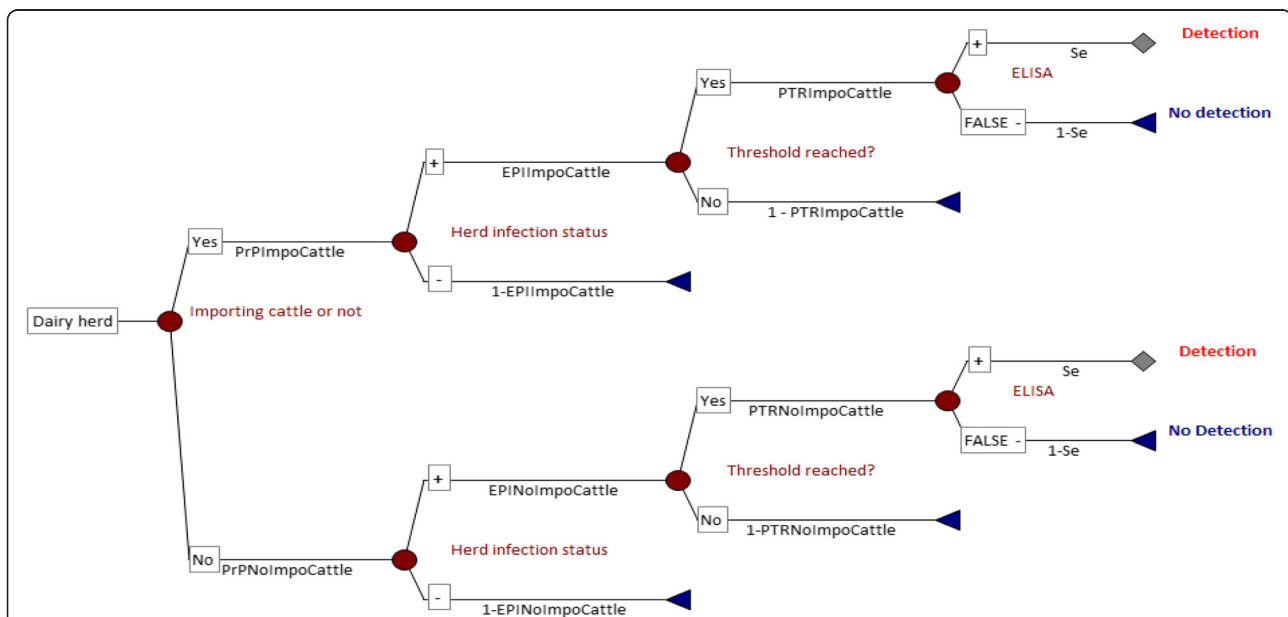 +
Se
Detection
ELISA
Yes
PTRImpoCattle
FALSE -
1-Se
No detection
Threshold reached?
+
EPIImpoCattle
No
1 - PTRImpoCattle
Herd infection status
Yes
PrPImpoCattle
-
1-EPIImpoCattle
Dairy herd
Importing cattle or not
+
Se
Detection
ELISA
Yes
PTRNoImpoCattle
FALSE -
1-Se
No Detection
Threshold reached?
+
EPINoImpoCattle
No
1-PTRNoImpoCattle
Herd infection status
No
PrPNoImpoCattle
-
1-EPINoImpoCattle